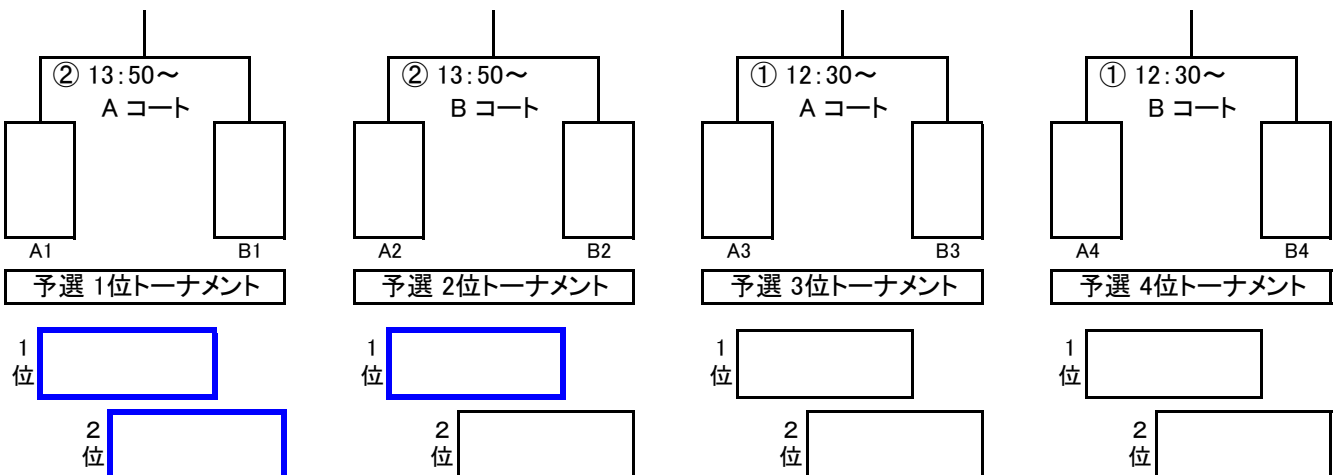 ② 13:50～
A コート
② 13:50～
B コート
① 12:30～
A コート
① 12:30～
B コート
A1
B1
A2
B2
A3
B3
A4
B4
予選 1位トーナメント
予選 2位トーナメント
予選 3位トーナメント
予選 4位トーナメント
1
位
1
位
1
位
1
位
2
位
2
位
2
位
2
位